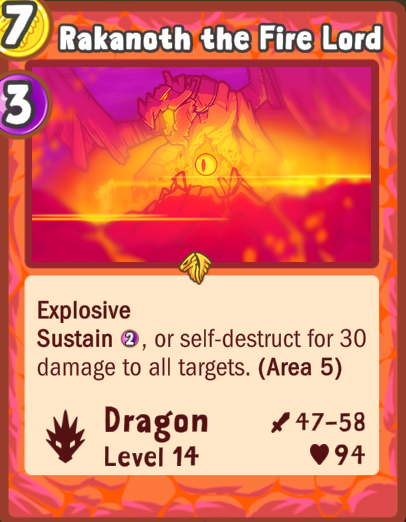 7
Rakanoth the Fire Lord
3
Explosive
Sustain 2, or self-destruct for 30
damage to all targets. (Area 5)
Dragon
47–58
Level 14
94